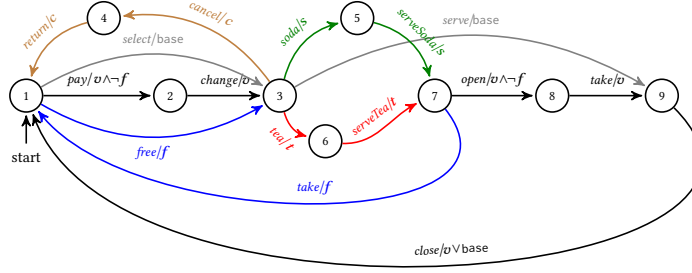 4
5
return/c
cancel/c
soda/s
serveSoda/s
serve/base
select/base
pay/v∧¬f
change/v
open/v∧¬f
take/v
1
2
3
7
8
9
start
tea/t
6
serveTea/t
free/f
take/f
close/v∨base